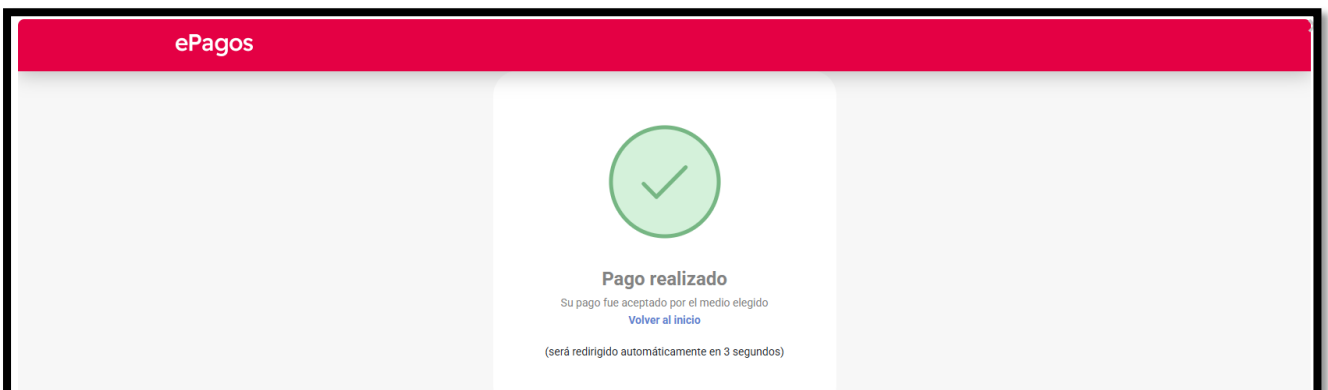 ePagos
Pago realizado
Su pago fue aceptado por el medio elegido
Volver al inicio
(será redirigido automáticamente en 3 segundos)